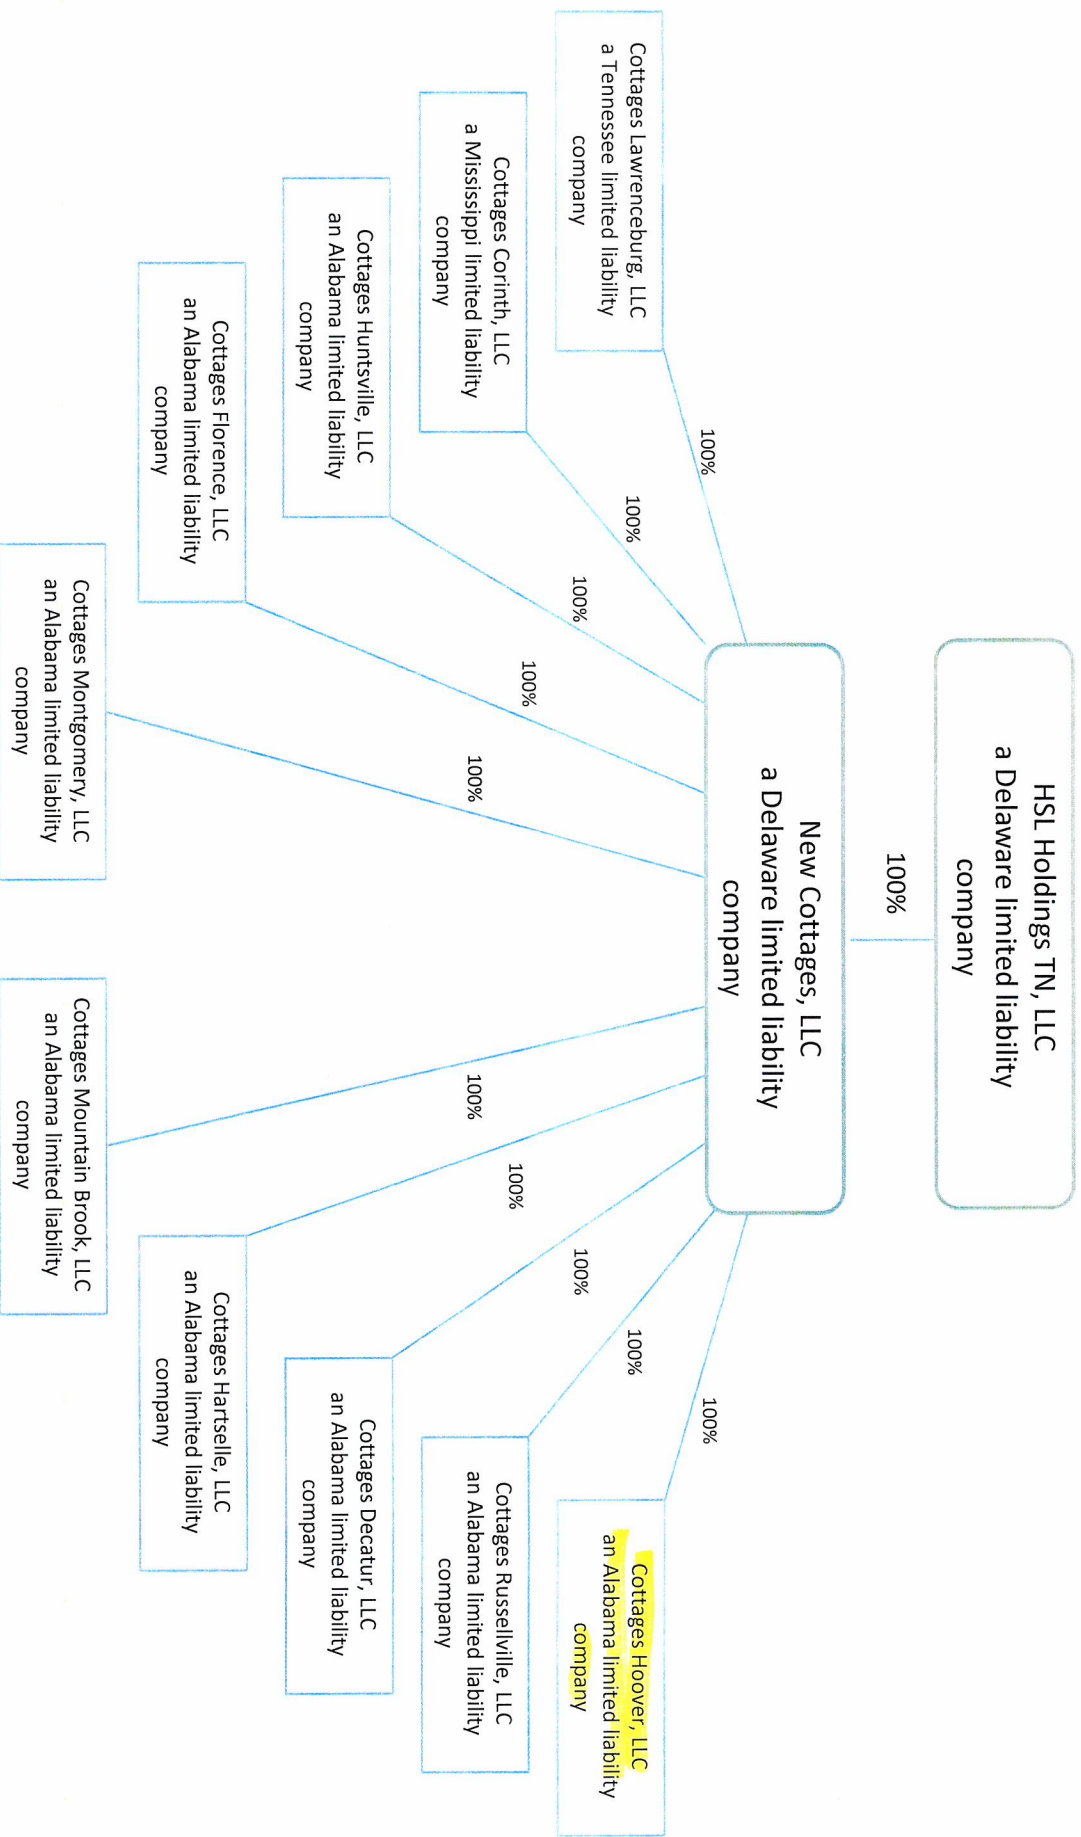 HSL Holdings TN, LLC
a Delaware limited liability
company
100%
New Cottages, LLC
a Delaware limited liability
company
100%
100%
100%
100%
100%
100%
100%
100%
100%
100%
Cottages Lawrenceburg, LLC
a Tennessee limited liability
company
Cottages Corinth, LLC
a Mississippi limited liability
company
Cottages Huntsville, LLC
an Alabama limited liability
company
Cottages Florence, LLC
an Alabama limited liability
company
Cottages Montgomery, LLC
an Alabama limited liability
company
Cottages Mountain Brook, LLC
an Alabama limited liability
company
Cottages Hartselle, LLC
an Alabama limited liability
company
Cottages Decatur, LLC
an Alabama limited liability
company
Cottages Russellville, LLC
an Alabama limited liability
company
Cottages Hoover, LLC
an Alabama limited liability
company